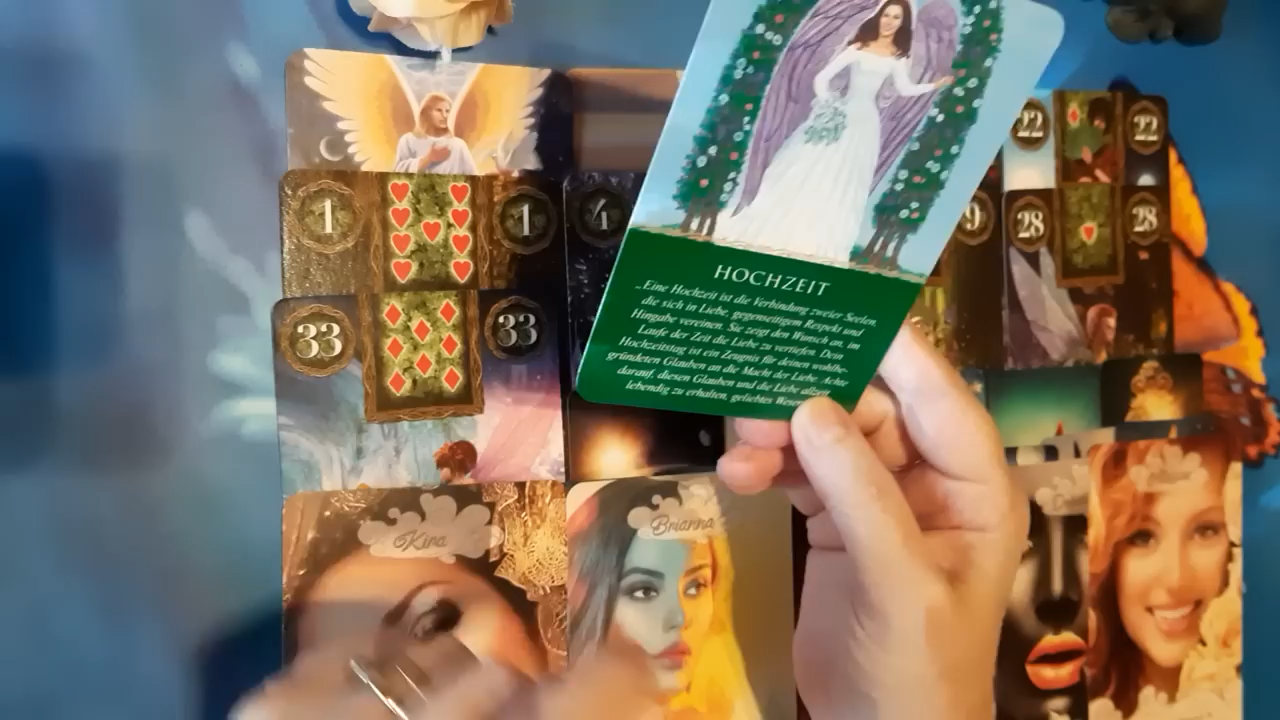 HOCHZEIT
„Eine Hochzeit ist die Verbindung zweier Seelen,
die sich in Liebe, gegenseitigem Respekt und
Hingabe vereinen. Sie zeigt den Wunsch an, im
Laufe der Zeit die Liebe zu vertiefen. Dein
Hochzeitstag ist ein Zeugnis für deinen wohlbe-
gründeten Glauben an die Macht der Liebe. Achte
darauf, diesen Glauben und die Liebe allzeit
lebendig zu erhalten, geliebtes Wesen
1 1 4
33 33
22 22
9 28 28
Kira
Brianna